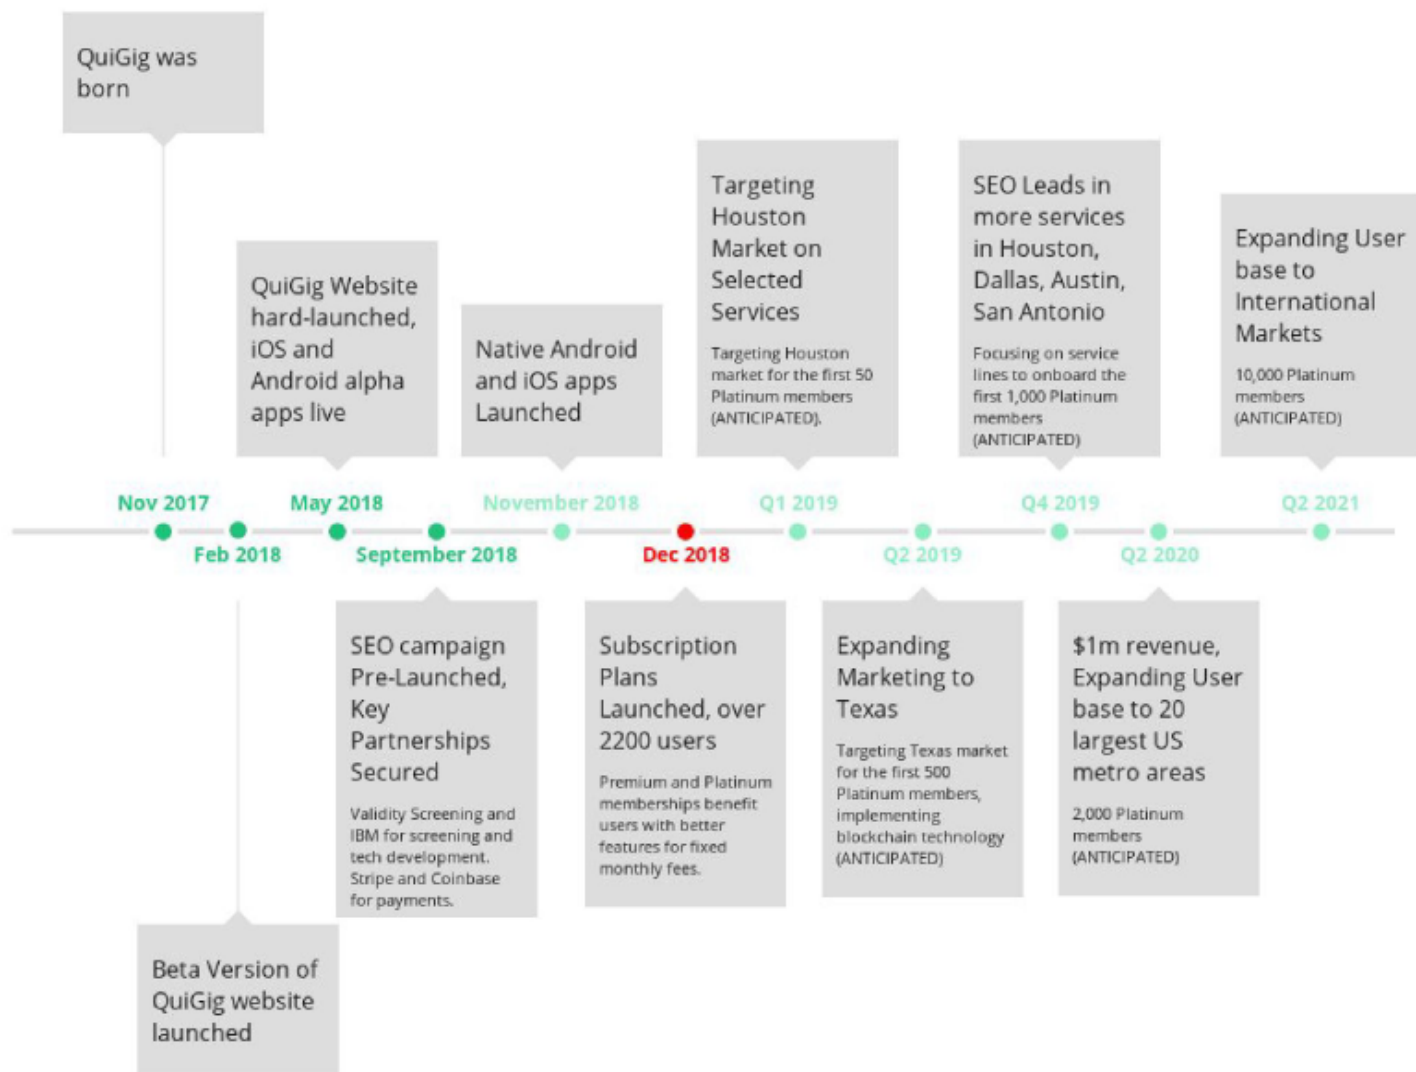 QuiGig was
born
QuiGig Website
hard-launched,
iOS and
Android alpha
apps live
Native Android
and iOS apps
Launched
Targeting
Houston
Market on
Selected
Services
Targeting Houston
market for the first 50
Platinum members
(ANTICIPATED).
SEO Leads in
more services
in Houston,
Dallas, Austin,
San Antonio
Focusing on service
lines to onboard the
first 1,000 Platinum
members
(ANTICIPATED)
Expanding User
base to
International
Markets
10,000 Platinum
members
(ANTICIPATED)
Nov 2017
May 2018
November 2018
Q1 2019
Q4 2019
Q2 2021
Feb 2018
September 2018
Dec 2018
Q2 2019
Q2 2020
SEO campaign
Pre-Launched,
Key
Partnerships
Secured
Validity Screening and
IBM for screening and
tech development.
Stripe and Coinbase
for payments.
Subscription
Plans
Launched, over
2200 users
Premium and Platinum
memberships benefit
users with better
features for fixed
monthly fees.
Expanding
Marketing to
Texas
Targeting Texas market
for the first 500
Platinum members,
implementing
blockchain technology
(ANTICIPATED)
$1m revenue,
Expanding User
base to 20
largest US
metro areas
2,000 Platinum
members
(ANTICIPATED)
Beta Version of
QuiGig website
launched